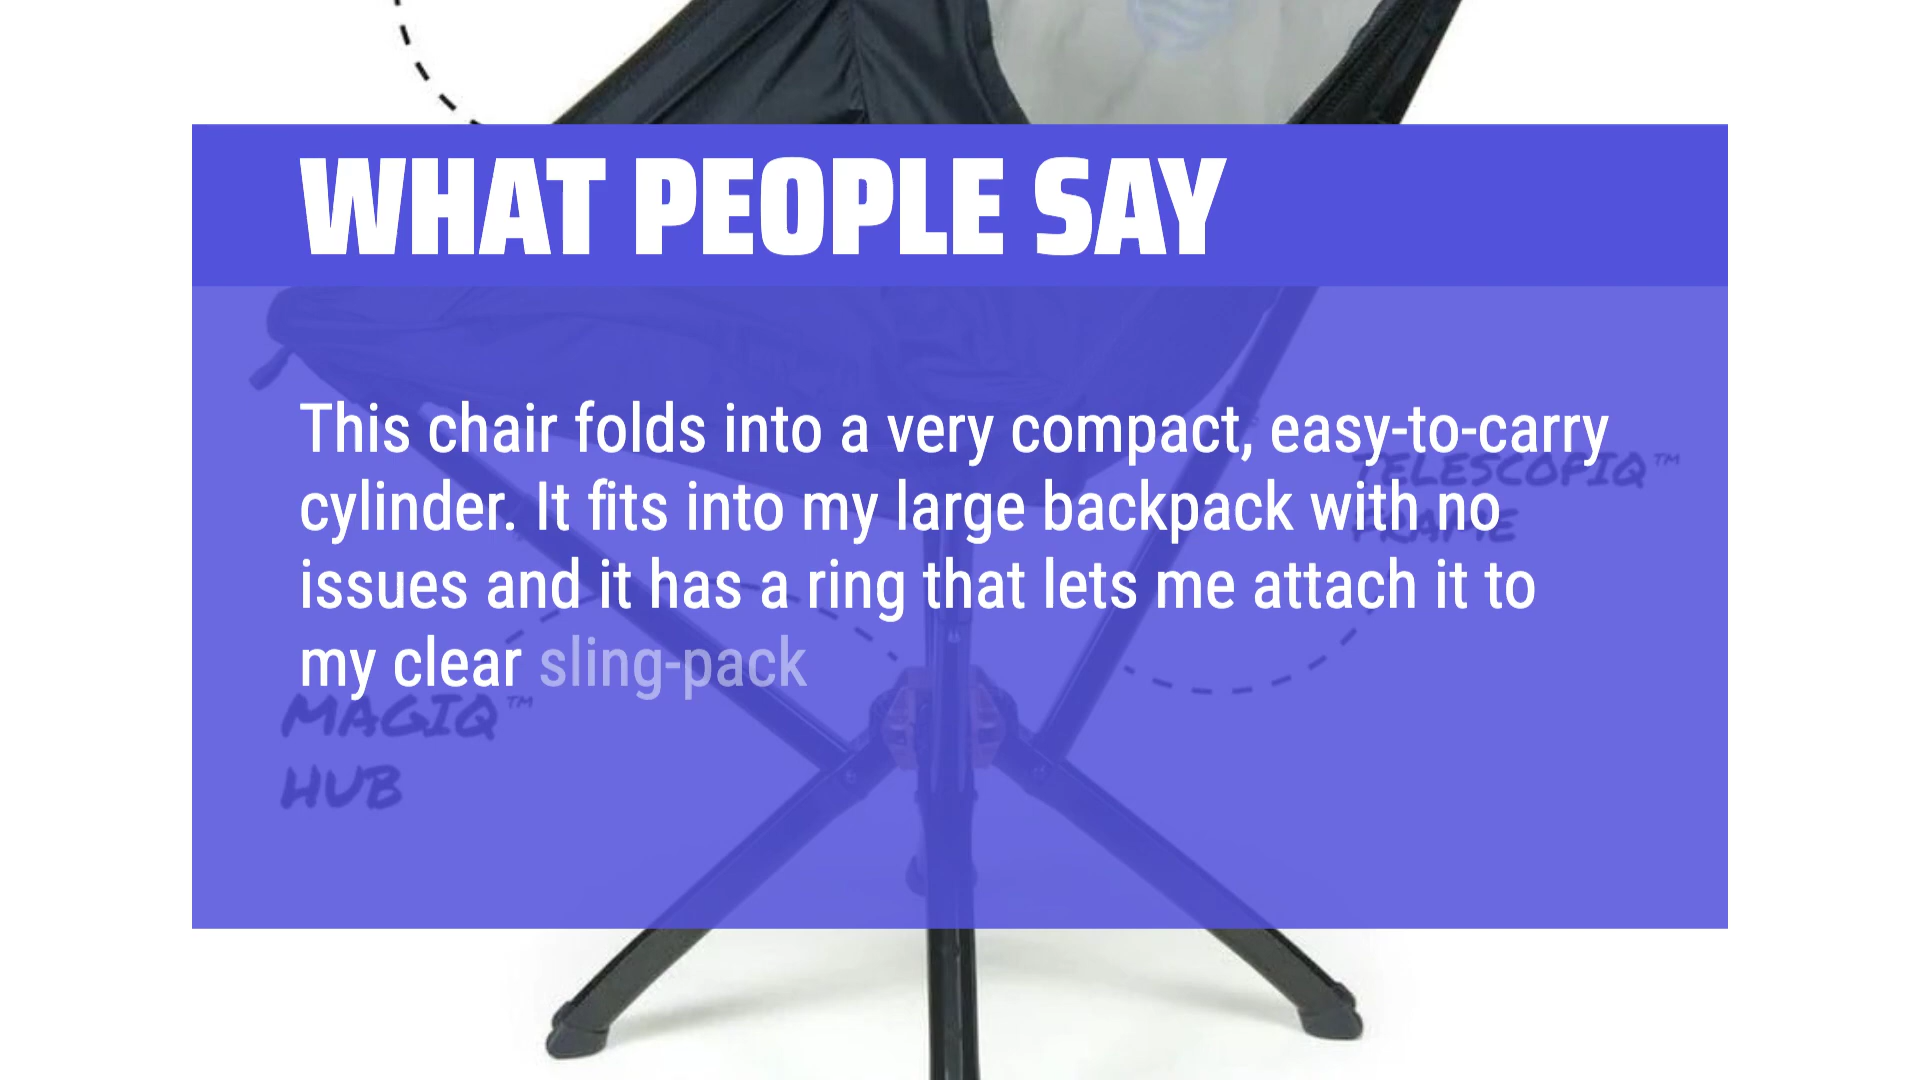 WHAT PEOPLE SAY
This chair folds into a very compact, easy-to-carry
cylinder. It fits into my large backpack with no
issues and it has a ring that lets me attach it to
my clear sling-pack
TELESCOPIQ™
FRAME
MAGIQ™
HUB